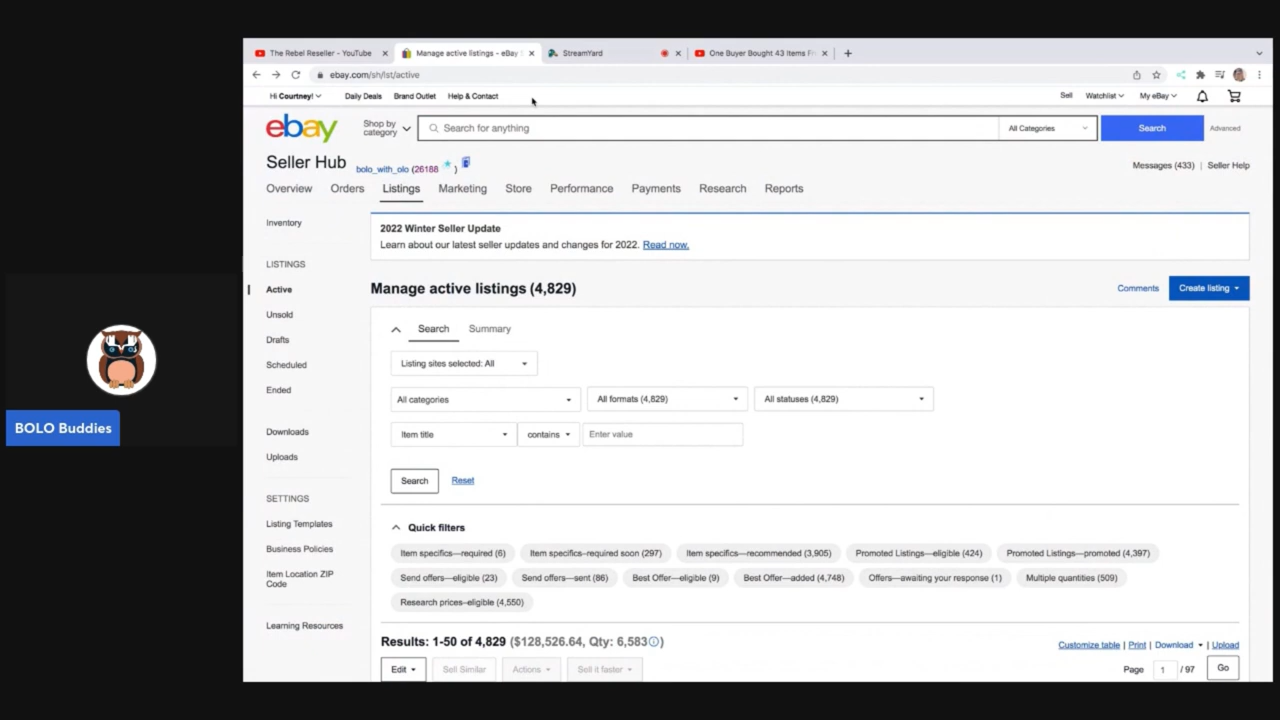 The Rebel Reseller - YouTube
Manage active listings - eBay
StreamYard
One Buyer Bought 43 Items
ebay.com/sh/lst/active
Hi Courtney! Daily Deals Brand Outlet Help & Contact Sell Watchlist My eBay
ebay Shop by category Search for anything All Categories Search Advanced
Seller Hub bolo_with_olo (26188 ) Messages (433) | Seller Help
Overview Orders Listings Marketing Store Performance Payments Research Reports
Inventory
LISTINGS
Active
Unsold
Drafts
Scheduled
Ended
Downloads
Uploads
SETTINGS
Listing Templates
Business Policies
Item Location ZIP
Code
Learning Resources
2022 Winter Seller Update
Learn about our latest seller updates and changes for 2022. Read now.
Manage active listings (4,829) Comments Create listing
Search Summary
Listing sites selected: All
All categories All formats (4,829) All statuses (4,829)
Item title contains Enter value
Search Reset
Quick filters
Item specifics—required (6) Item specifics–required soon (297) Item specifics—recommended (3,905) Promoted Listings—eligible (424) Promoted Listings—promoted (4,397)
Send offers—eligible (23) Send offers—sent (86) Best Offer—eligible (9) Best Offer—added (4,748) Offers—awaiting your response (1) Multiple quantities (509)
Research prices–eligible (4,550)
Results: 1-50 of 4,829 ($128,526.64, Qty: 6,583)
Customize table | Print | Download | Upload
Edit Sell Similar Actions Sell it faster Page 1 / 97 Go
BOLO Buddies